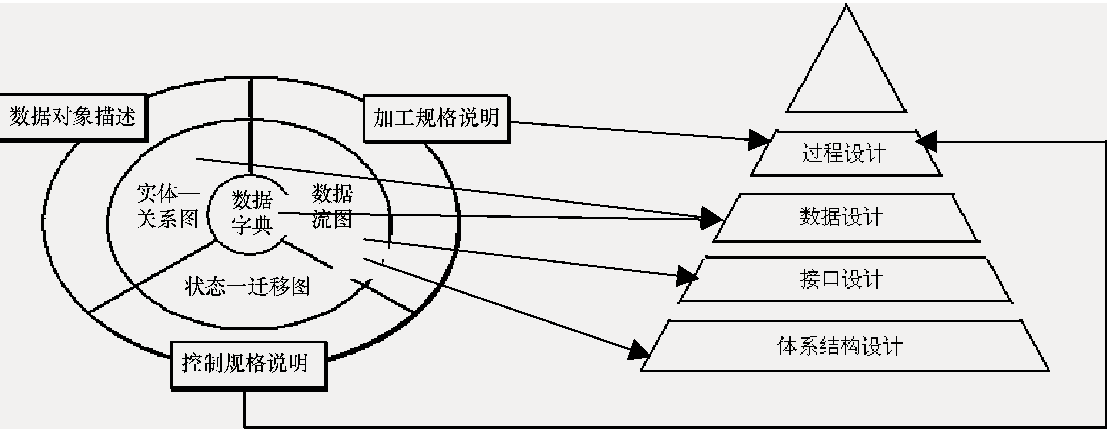 数据对象描述
加工规格说明
过程设计
实体—
关系图
数据
字典
数据
流图
数据设计
接口设计
状态—迁移图
体系结构设计
控制规格说明